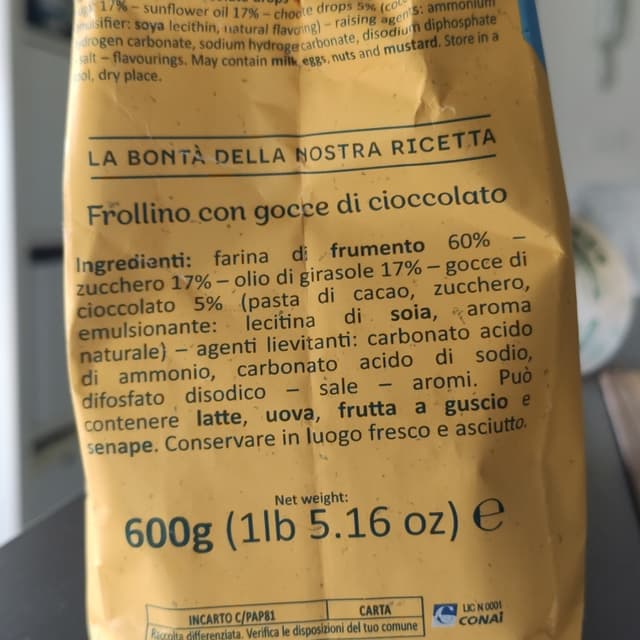 17% – sunflower oil 17% – drops 5%
emulsifier: soya lecithin, natural flavoring) – raising agents: ammonium
hydrogen carbonate, sodium hydrogen carbonate, disodium diphosphate
salt – flavourings. May contain milk, eggs, nuts and mustard. Store in a
cool, dry place.
LA BONTÀ DELLA NOSTRA RICETTA
Frollino con gocce di cioccolato
Ingredienti: farina di frumento 60% –
zucchero 17% – olio di girasole 17% – gocce di
cioccolato 5% (pasta di cacao, zucchero,
emulsionante: lecitina di soia, aroma
naturale) – agenti lievitanti: carbonato acido
di ammonio, carbonato acido di sodio,
difosfato disodico – sale – aromi. Può
contenere latte, uova, frutta a guscio e
senape. Conservare in luogo fresco e asciutto.
Net weight:
600g (1lb 5.16 oz) ℮
INCARTO C/PAP81 CARTA
Raccolta differenziata. Verifica le disposizioni del tuo comune
LIC N 0001
CONAI